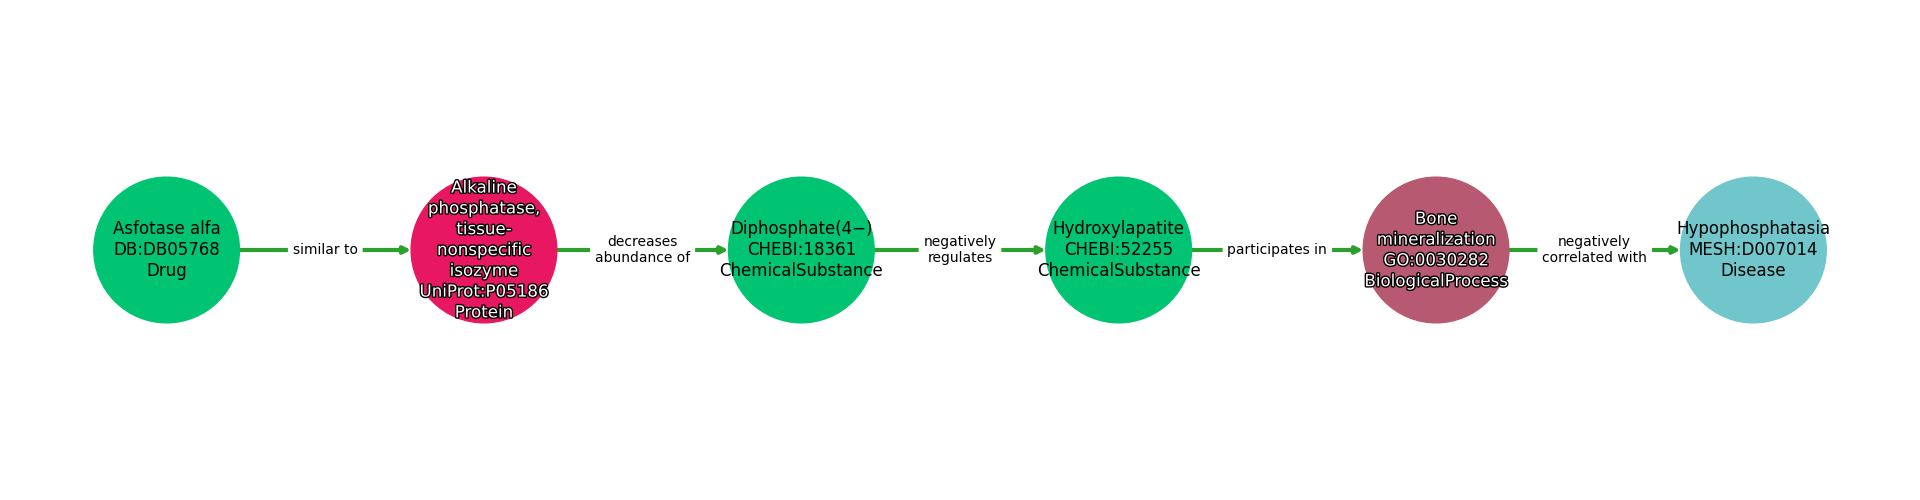 Asfotase alfa
DB:DB05768
Drug
similar to
Alkaline
phosphatase,
tissue-
nonspecific
isozyme
UniProt:P05186
Protein
decreases
abundance of
Diphosphate(4−)
CHEBI:18361
ChemicalSubstance
negatively
regulates
Hydroxylapatite
CHEBI:52255
ChemicalSubstance
participates in
Bone
mineralization
GO:0030282
BiologicalProcess
negatively
correlated with
Hypophosphatasia
MESH:D007014
Disease